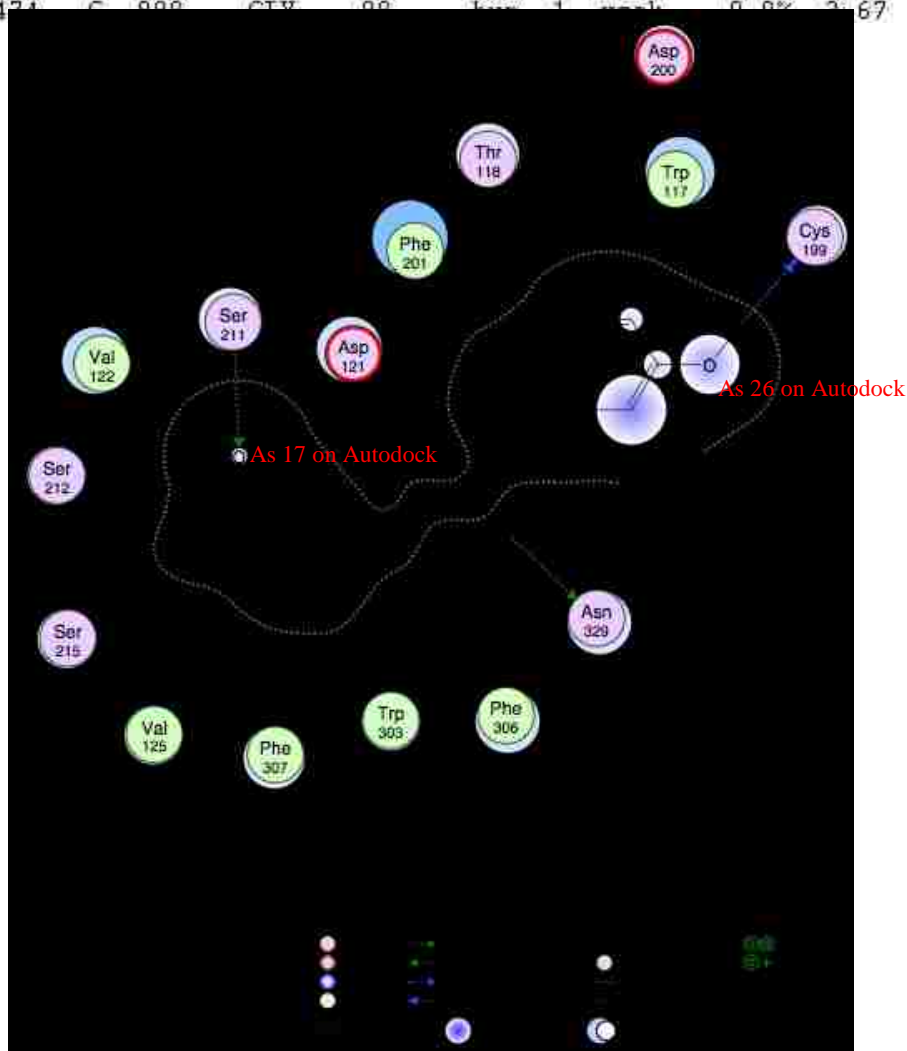 67
Asp
200
Thr
118
Trp
117
Phe
201
Cys
199
Ser
211
Asp
121
Val
122
O
As 26 on Autodock
As 17 on Autodock
Ser
212
Asn
329
Ser
215
Val
125
Phe
307
Trp
303
Phe
306